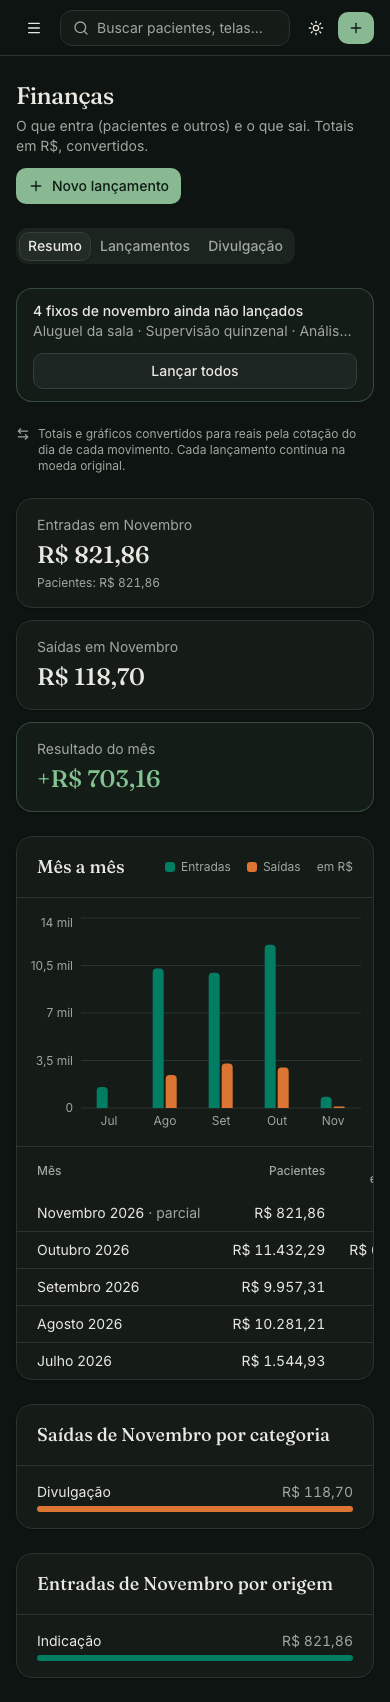 Buscar pacientes, telas...
Finanças
O que entra (pacientes e outros) e o que sai. Totais
em R$, convertidos.
Novo lançamento
Resumo Lançamentos Divulgação
4 fixos de novembro ainda não lançados
Aluguel da sala · Supervisão quinzenal · Anális...
Lançar todos
Totais e gráficos convertidos para reais pela cotação do
dia de cada movimento. Cada lançamento continua na
moeda original.
Entradas em Novembro
R$ 821,86
Pacientes: R$ 821,86
Saídas em Novembro
R$ 118,70
Resultado do mês
+R$ 703,16
Mês a mês Entradas Saídas em R$
14 mil
10,5 mil
7 mil
3,5 mil
0
Jul Ago Set Out Nov
Mês Pacientes
Novembro 2026 · parcial R$ 821,86
Outubro 2026 R$ 11.432,29 R$
Setembro 2026 R$ 9.957,31
Agosto 2026 R$ 10.281,21
Julho 2026 R$ 1.544,93
Saídas de Novembro por categoria
Divulgação R$ 118,70
Entradas de Novembro por origem
Indicação R$ 821,86